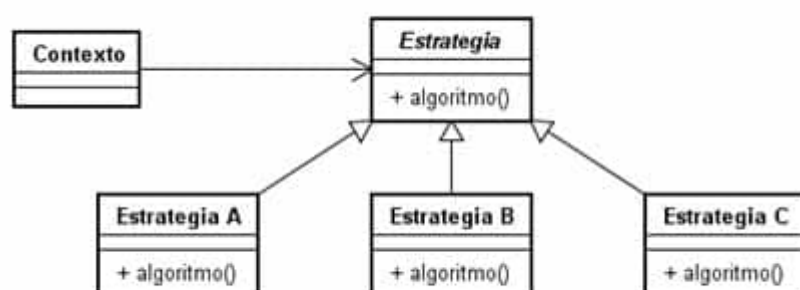 Contexto
Estrategia
+ algoritmo()
Estrategia A
+ algoritmo()
Estrategia B
+ algoritmo()
Estrategia C
+ algoritmo()